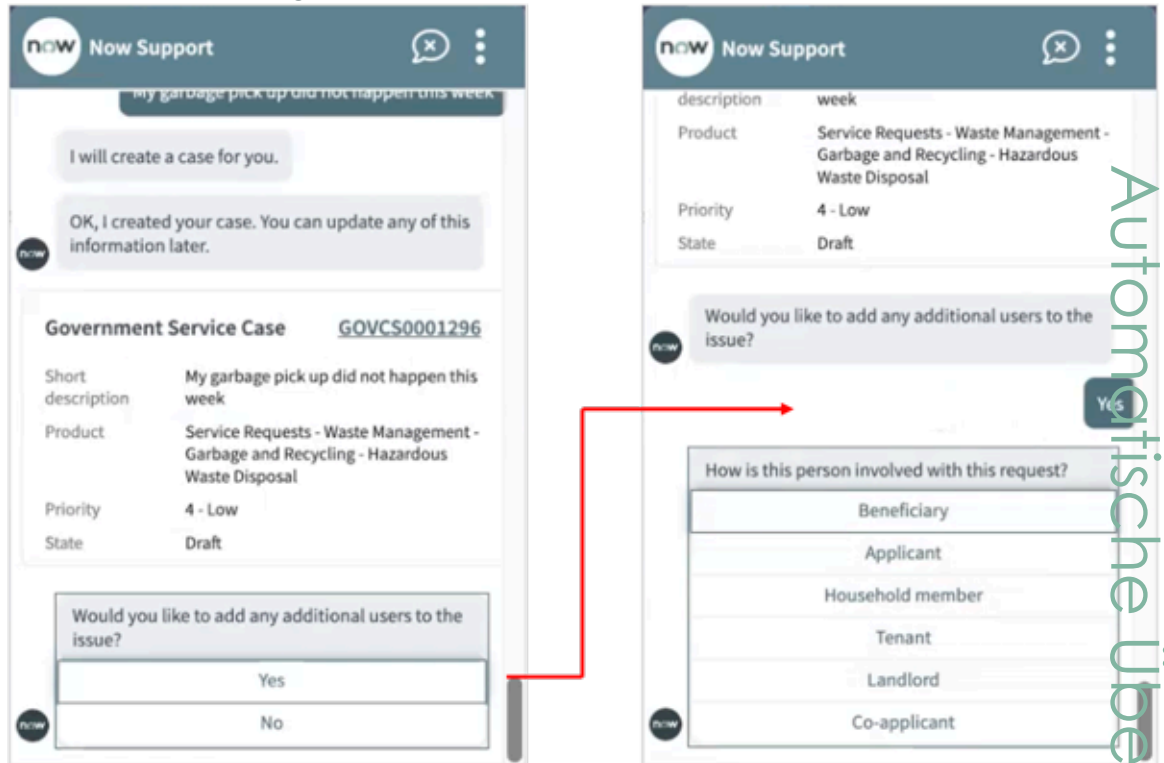 now Now Support
My garbage pick up did not happen this week
I will create a case for you.
OK, I created your case. You can update any of this
information later.
now
Government Service Case GOVCS0001296
Short
description
My garbage pick up did not happen this
week
Product
Service Requests - Waste Management -
Garbage and Recycling - Hazardous
Waste Disposal
Priority 4 - Low
State Draft
Would you like to add any additional users to the
issue?
Yes
No
now
now Now Support
description week
Product
Service Requests - Waste Management -
Garbage and Recycling - Hazardous
Waste Disposal
Priority 4 - Low
State Draft
Would you like to add any additional users to the
issue?
now
Yes
How is this person involved with this request?
Beneficiary
Applicant
Household member
Tenant
Landlord
Co-applicant
now
Automatische Übe